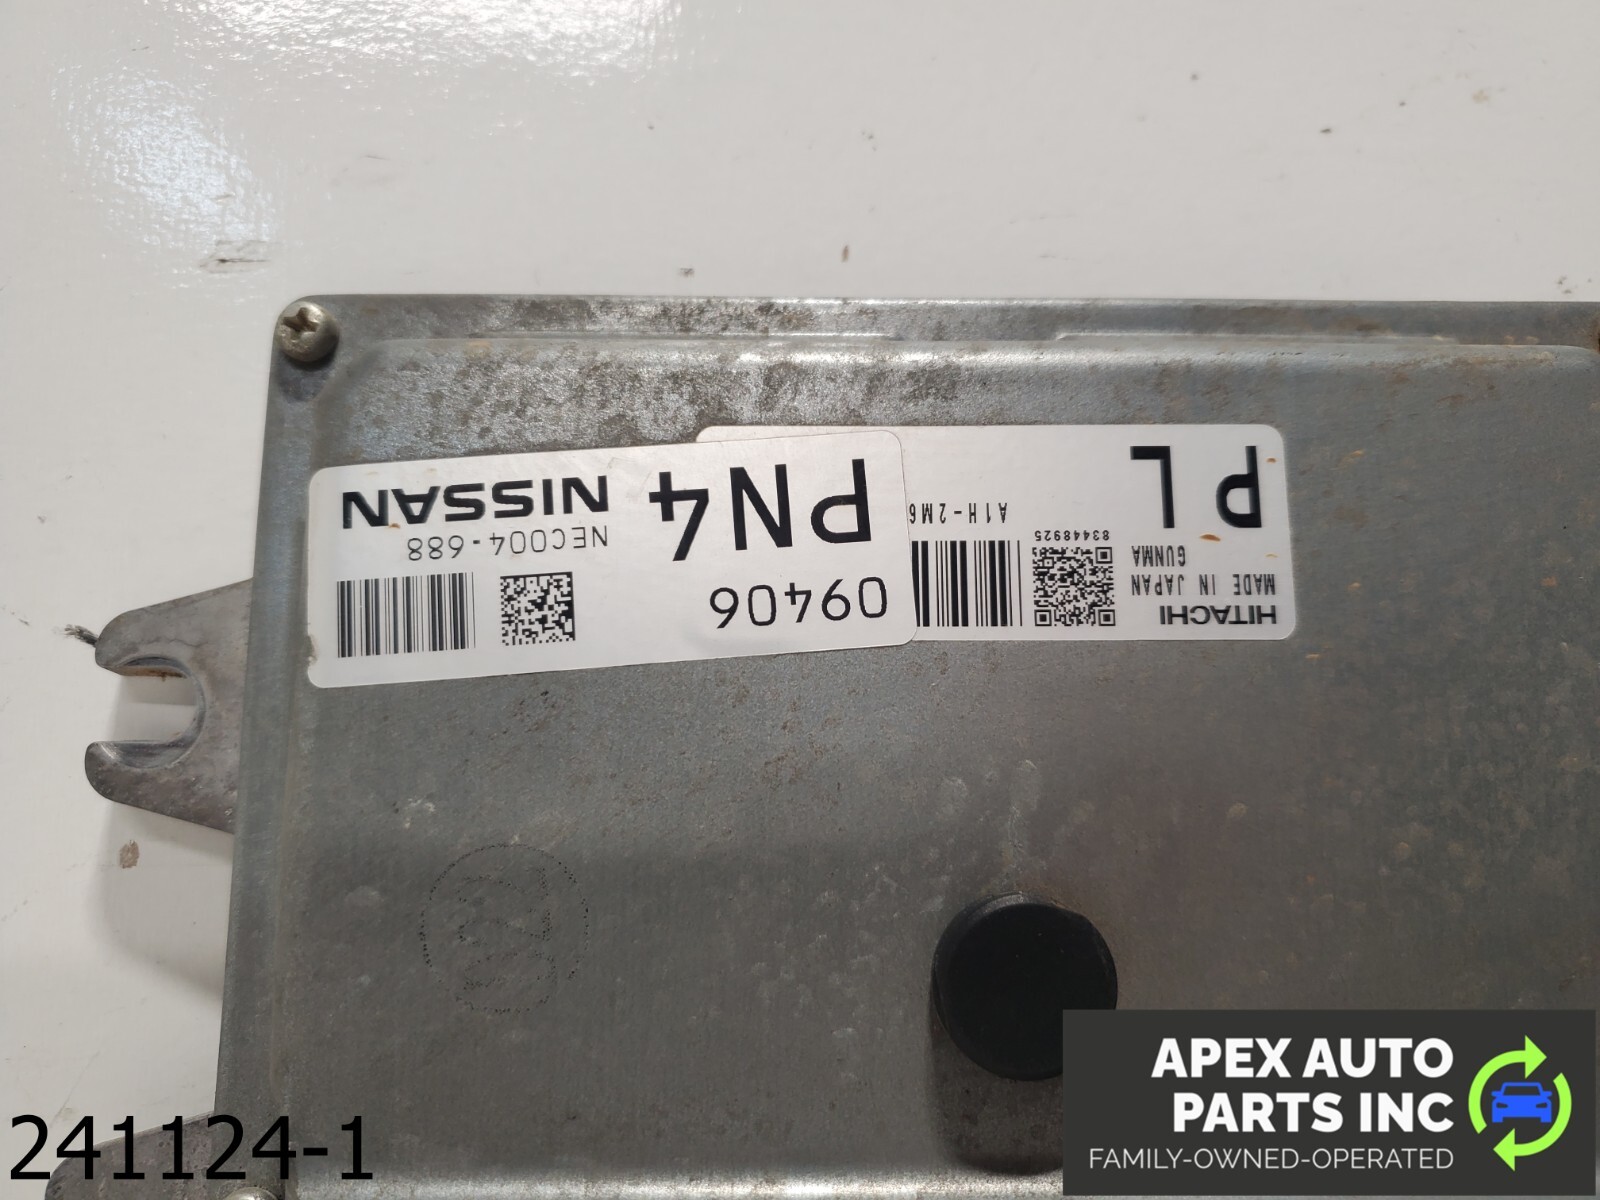 NISSAN
NEC004-688
PN4
09406
PL
A1H-2M6
83448925
HITACHI
MADE IN JAPAN
GUNMA
241124-1
APEX AUTO
PARTS INC
FAMILY-OWNED-OPERATED